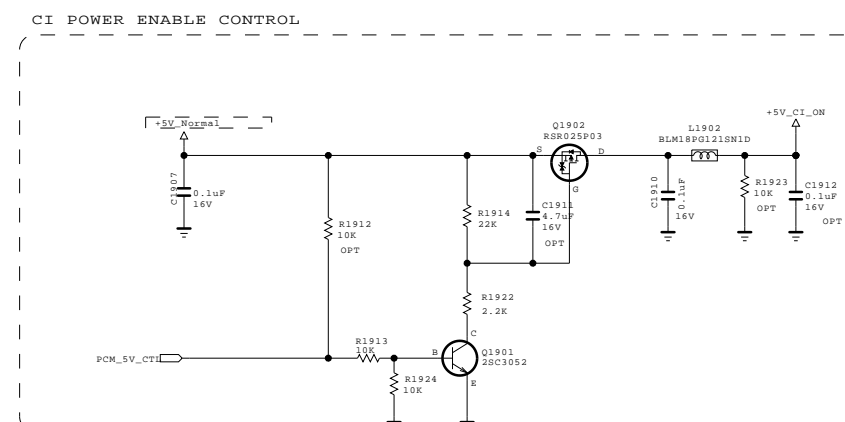 CI POWER ENABLE CONTROL
+5V_Normal
C1907
0.1uF
16V
R1912
10K
OPT
R1914
22K
C1911
4.7uF
16V
OPT
Q1902
RSR025P03
S
D
G
L1902
BLM18PG121SN1D
+5V_CI_ON
C1910
0.1uF
16V
R1923
10K
OPT
C1912
0.1uF
16V
OPT
R1922
2.2K
PCM_5V_CTL
R1913
10K
R1924
10K
B
C
E
Q1901
2SC3052